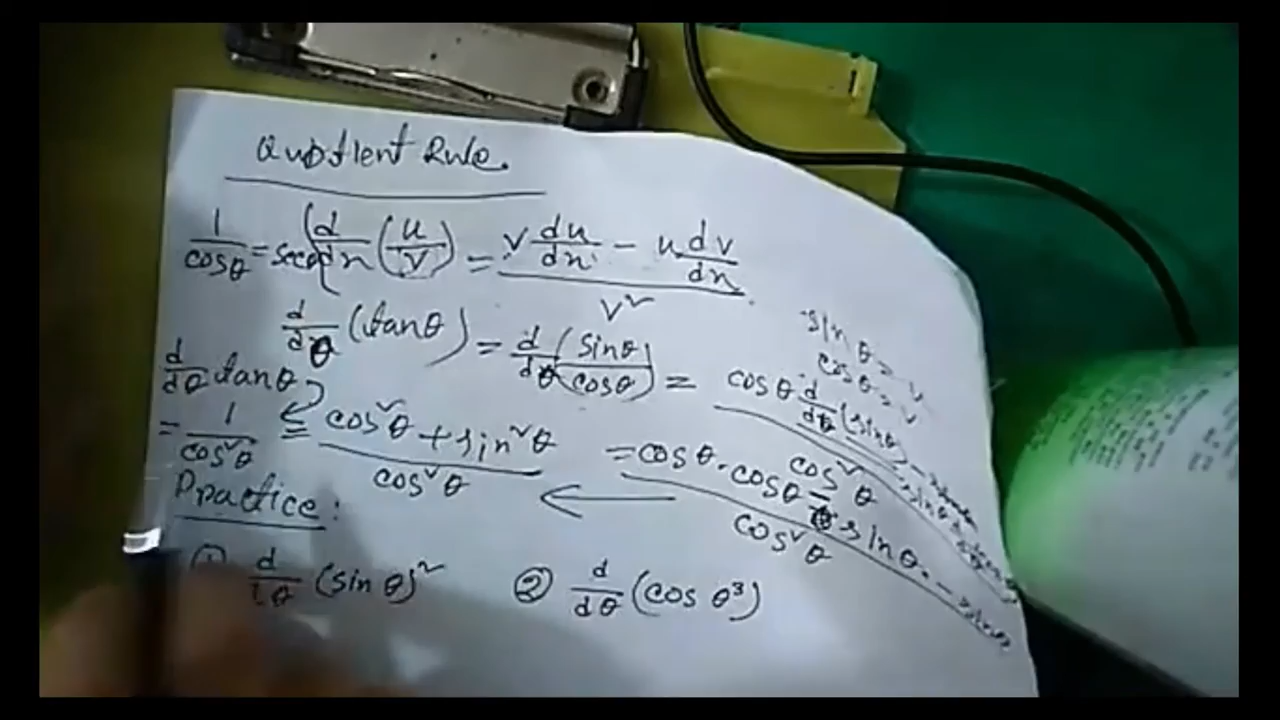 Quotient Rule.
1/cosθ = secθ d/dx (u/v) = v du/dx - u dv/dx / v²
d/dθ (tanθ) = d/dθ (sinθ/cosθ) = cosθ d/dθ (sinθ) - / cos²θ
sinθ = u
cosθ = v
= cosθ.cosθ - sinθ. - / cos²θ
= cos²θ + sin²θ / cos²θ
d/dθ tanθ
= 1/cos²θ
Practice:
① d/dθ (sin θ)² ② d/dθ (cos θ³)